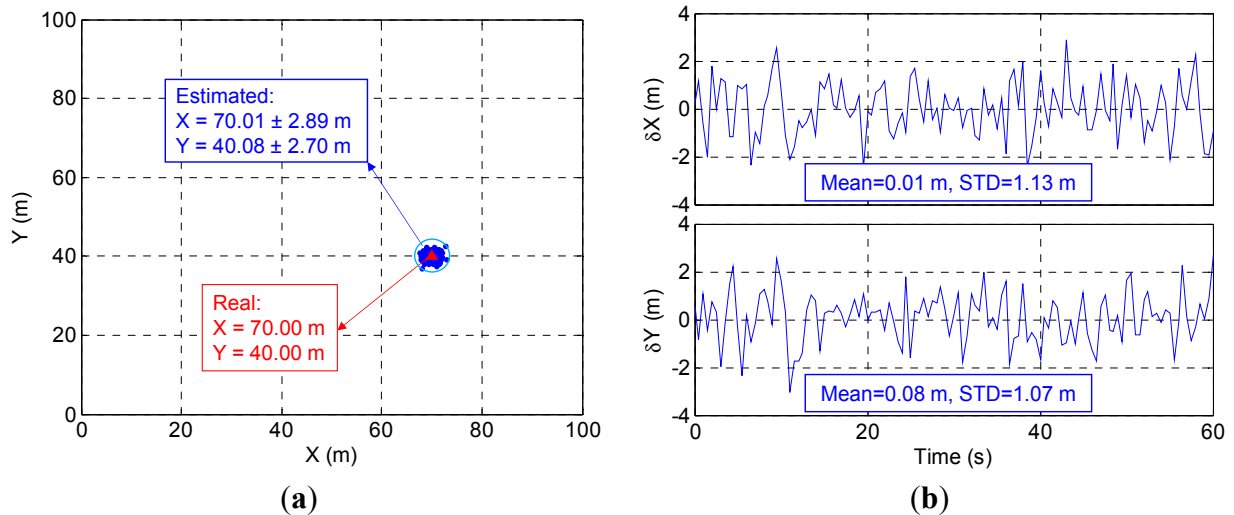 100
80
60
40
20
0
Y (m)
Estimated:
X = 70.01 ± 2.89 m
Y = 40.08 ± 2.70 m
Real:
X = 70.00 m
Y = 40.00 m
0 20 40 60 80 100
X (m)
(a)
4
2
0
-2
-4
δX (m)
Mean=0.01 m, STD=1.13 m
4
2
0
-2
-4
δY (m)
Mean=0.08 m, STD=1.07 m
0 20 40 60
Time (s)
(b)